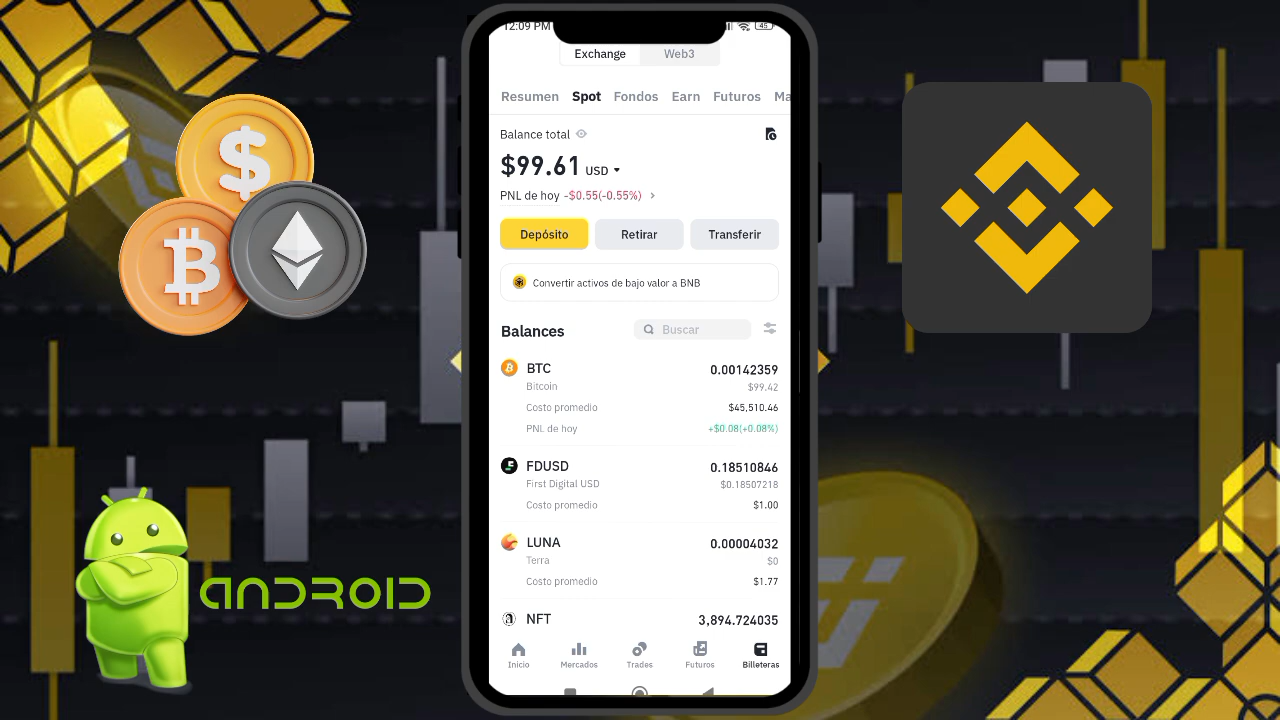 12:09 PM
45
Exchange
Web3
Resumen
Spot
Fondos
Earn
Futuros
Ma
Balance total
$99.61 USD
PNL de hoy -$0.55(-0.55%)
Depósito
Retirar
Transferir
Convertir activos de bajo valor a BNB
Balances
Buscar
BTC 0.00142359
Bitcoin $99.42
Costo promedio $45,510.46
PNL de hoy +$0.08(+0.08%)
FDUSD 0.18510846
First Digital USD $0.18507218
Costo promedio $1.00
LUNA 0.00004032
Terra $0
Costo promedio $1.77
NFT 3,894.724035
Inicio
Mercados
Trades
Futuros
Billeteras
ANDROID